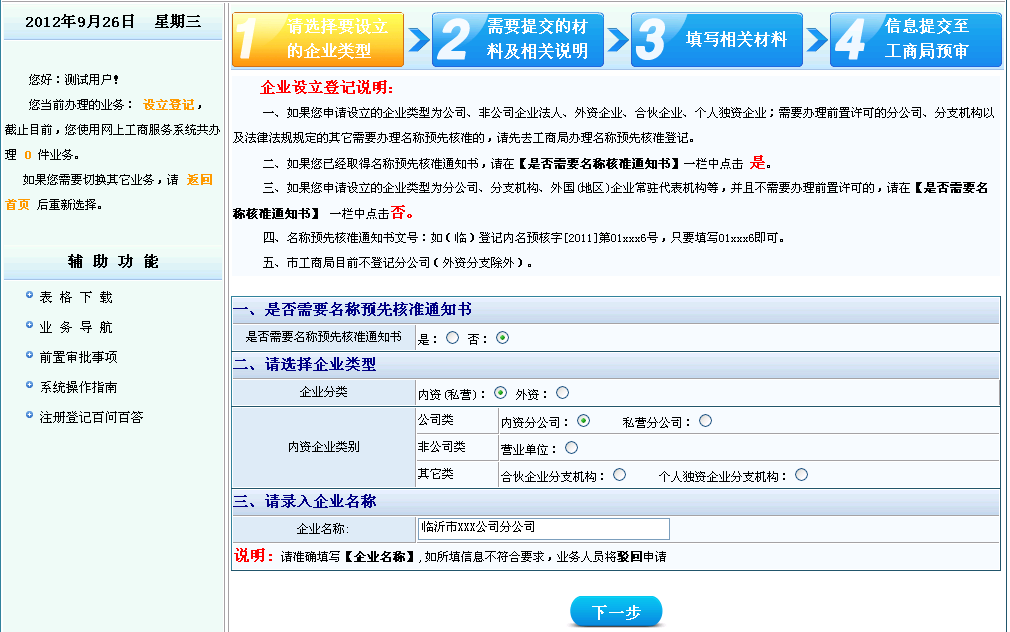 2012年9月26日 星期三
您好：测试用户！
您当前办理的业务： 设立登记，
截止目前，您使用网上工商服务系统共办
理 0 件业务。
如果您需要切换其它业务，请 返回
首页 后重新选择。
辅 助 功 能
表 格 下 载
业 务 导 航
前置审批事项
系统操作指南
注册登记百问百答
1 请选择要设立
的企业类型
2 需要提交的材
料及相关说明
3 填写相关材料
4 信息提交至
工商局预审
企业设立登记说明：
一、如果您申请设立的企业类型为公司、非公司企业法人、外资企业、合伙企业、个人独资企业；需要办理前置许可的分公司、分支机构以
及法律法规规定的其它需要办理名称预先核准的，请先去工商局办理名称预先核准登记。
二、如果您已经取得名称预先核准通知书，请在【是否需要名称核准通知书】一栏中点击 是。
三、如果您申请设立的企业类型为分公司、分支机构、外国(地区)企业常驻代表机构等，并且不需要办理前置许可的，请在【是否需要名
称核准通知书】 一栏中点击否。
四、名称预先核准通知书文号：如（临）登记内名预核字[2011]第01xxx6号，只要填写01xxx6即可。
五、市工商局目前不登记分公司（外资分支除外）。
一、是否需要名称预先核准通知书
是否需要名称预先核准通知书 是： 否：
二、请选择企业类型
企业分类 内资(私营)： 外资：
内资企业类别
公司类 内资分公司： 私营分公司：
非公司类 营业单位：
其它类 合伙企业分支机构： 个人独资企业分支机构：
三、请录入企业名称
企业名称: 临沂市XXX公司分公司
说明：请准确填写【企业名称】,如所填信息不符合要求，业务人员将驳回申请
下一步